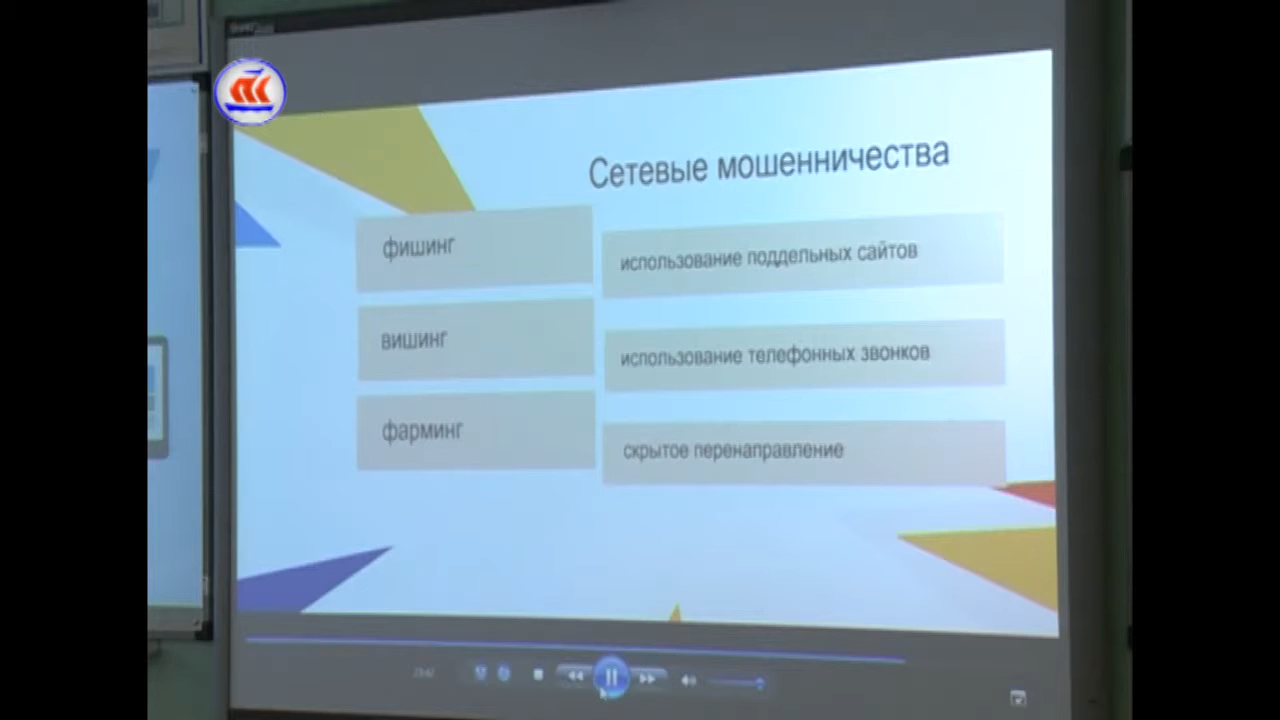 Сетевые мошенничества
фишинг
использование поддельных сайтов
вишинг
использование телефонных звонков
фарминг
скрытое перенаправление